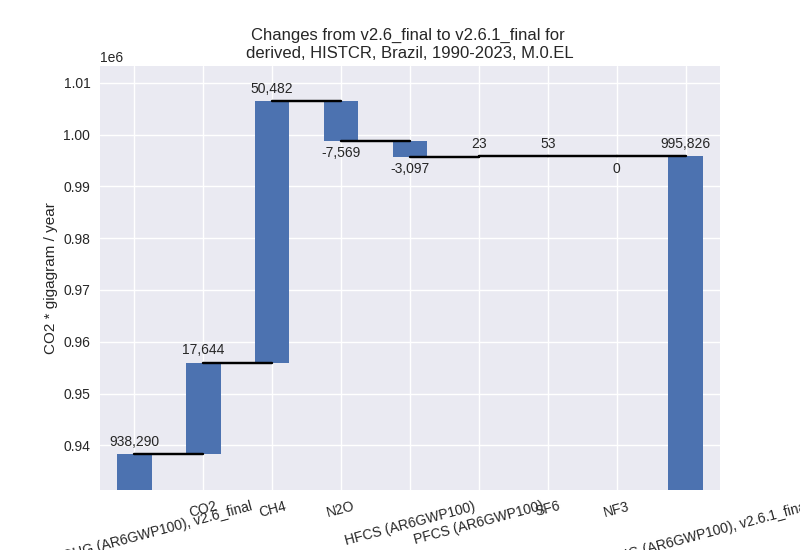 Changes from v2.6_final to v2.6.1_final for
derived, HISTCR, Brazil, 1990-2023, M.0.EL
1e6
1.01
1.00
0.99
0.98
0.97
0.96
0.95
0.94
CO2 * gigagram / year
938,290
17,644
50,482
-7,569
-3,097
23
53
0
995,826
(AR6GWP100), v2.6_final
CO2
CH4
N2O
HFCS (AR6GWP100)
PFCS (AR6GWP100)
SF6
NF3
(AR6GWP100), v2.6.1_fina